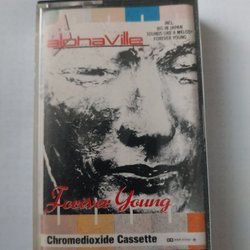 alphaville
INCL.
BIG IN JAPAN
SOUNDS LIKE A MELODY
FOREVER YOUNG
Forever Young
Chromedioxide Cassette